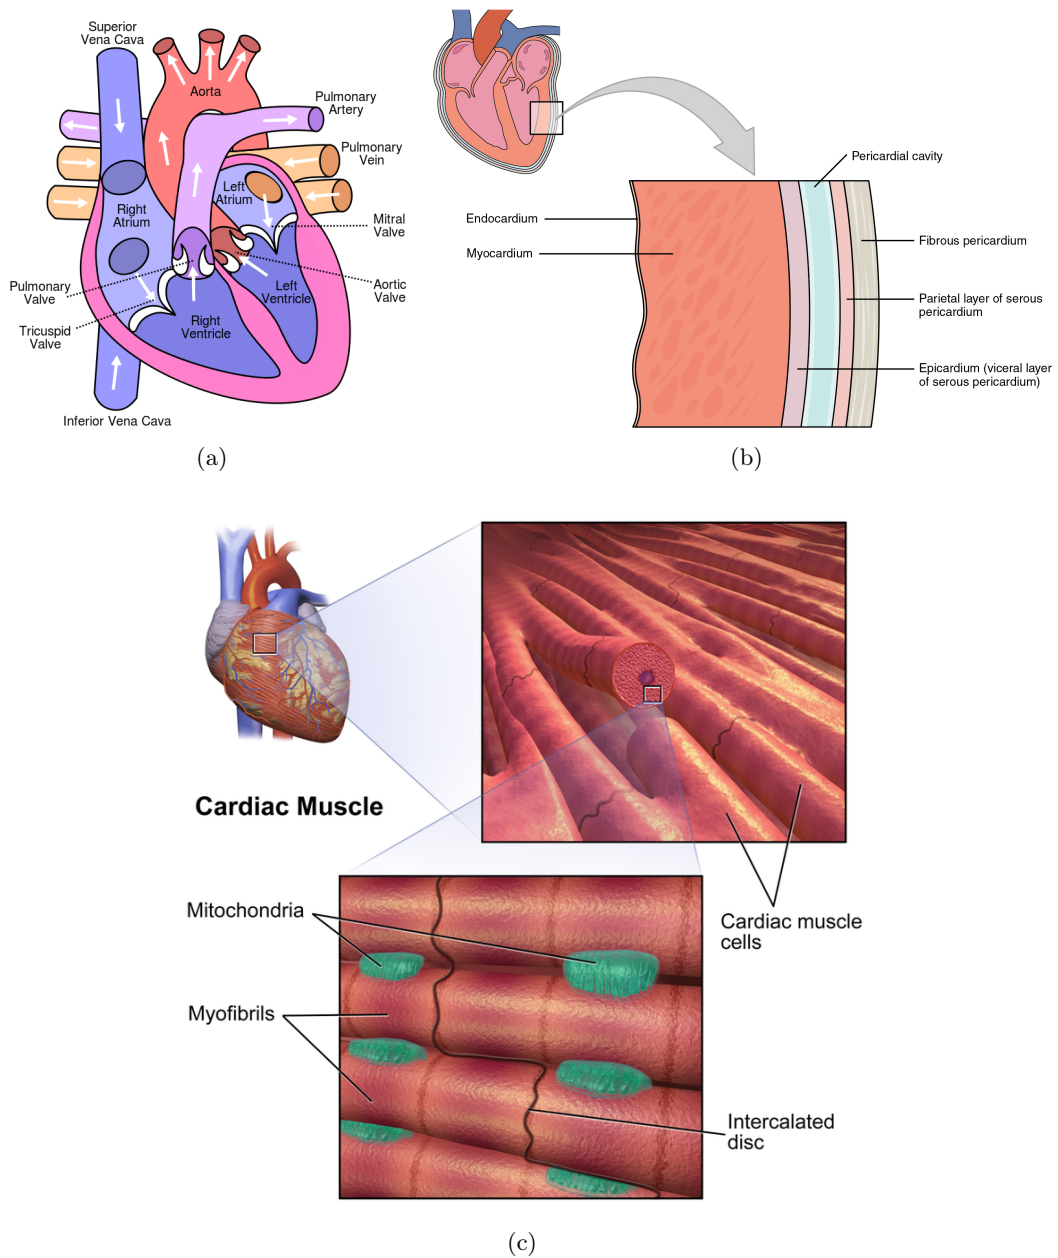 Superior
Vena Cava
Aorta
Pulmonary
Artery
Pulmonary
Vein
Left
Atrium
Right
Atrium
Mitral
Valve
Pulmonary
Valve
Aortic
Valve
Left
Ventricle
Tricuspid
Valve
Right
Ventricle
Inferior Vena Cava
(a)
Pericardial cavity
Endocardium
Myocardium
Fibrous pericardium
Parietal layer of serous
pericardium
Epicardium (viceral layer
of serous pericardium)
(b)
Cardiac Muscle
Cardiac muscle
cells
Mitochondria
Myofibrils
Intercalated
disc
(c)